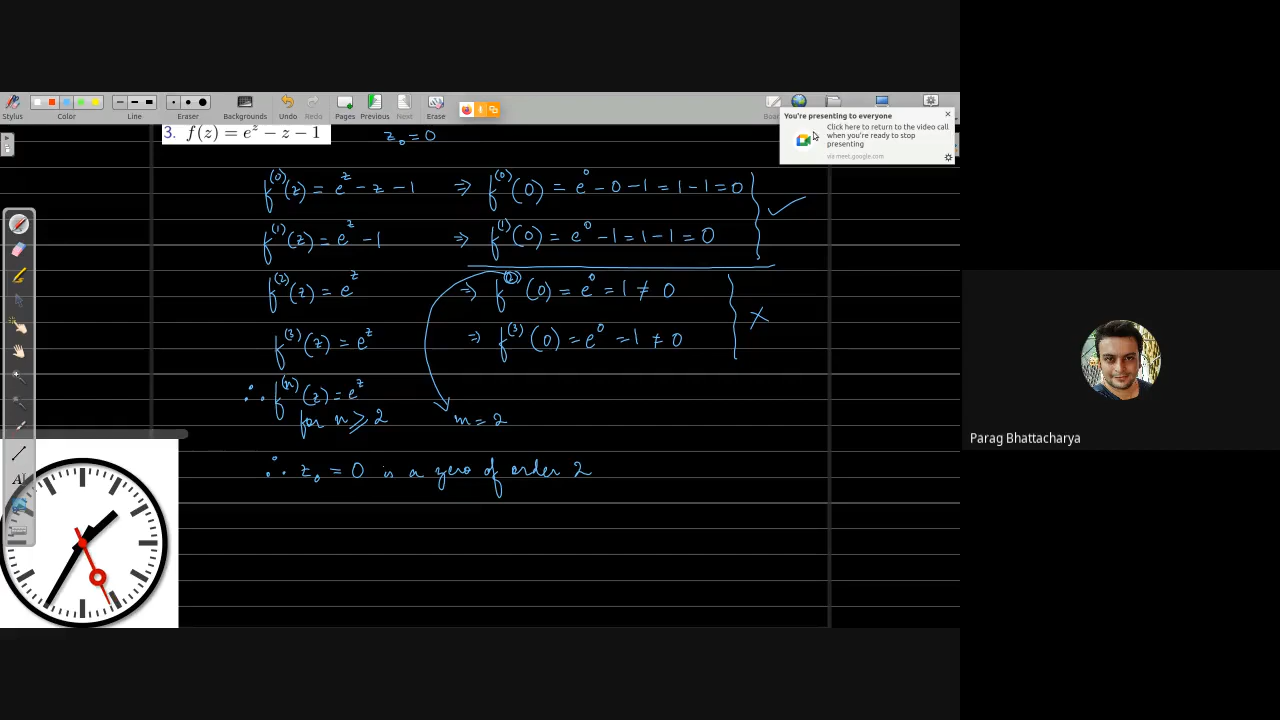 Stylus
Color
Line
Eraser
Backgrounds
Undo
Redo
Pages
Previous
Next
Erase
You're presenting to everyone
Click here to return to the video call
when you're ready to stop
presenting
via meet.google.com
3. f(z) = e^z − z − 1 z₀ = 0
f^(0)(z) = e^z − z − 1 ⇒ f^(0)(0) = e^0 − 0 − 1 = 1 − 1 = 0
f^(1)(z) = e^z − 1 ⇒ f^(1)(0) = e^0 − 1 = 1 − 1 = 0
f^(2)(z) = e^z ⇒ f^(2)(0) = e^0 = 1 ≠ 0
f^(3)(z) = e^z ⇒ f^(3)(0) = e^0 = 1 ≠ 0
∴ f^(n)(z) = e^z
for n ⩾ 2 m = 2
∴ z₀ = 0 is a zero of order 2
Parag Bhattacharya